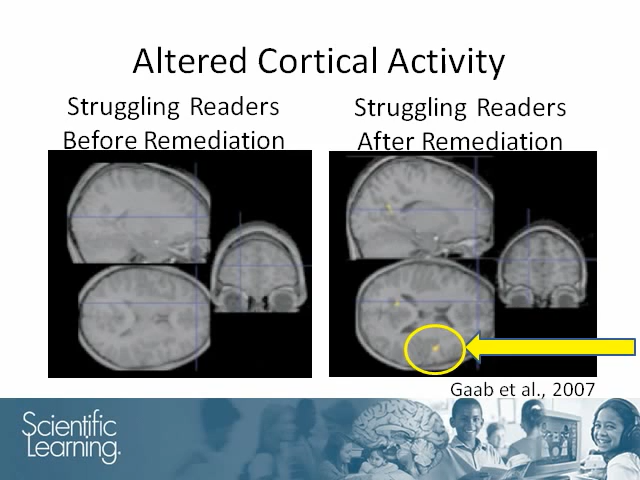 Altered Cortical Activity
Struggling Readers
Before Remediation
Struggling Readers
After Remediation
Gaab et al., 2007
Scientific
Learning